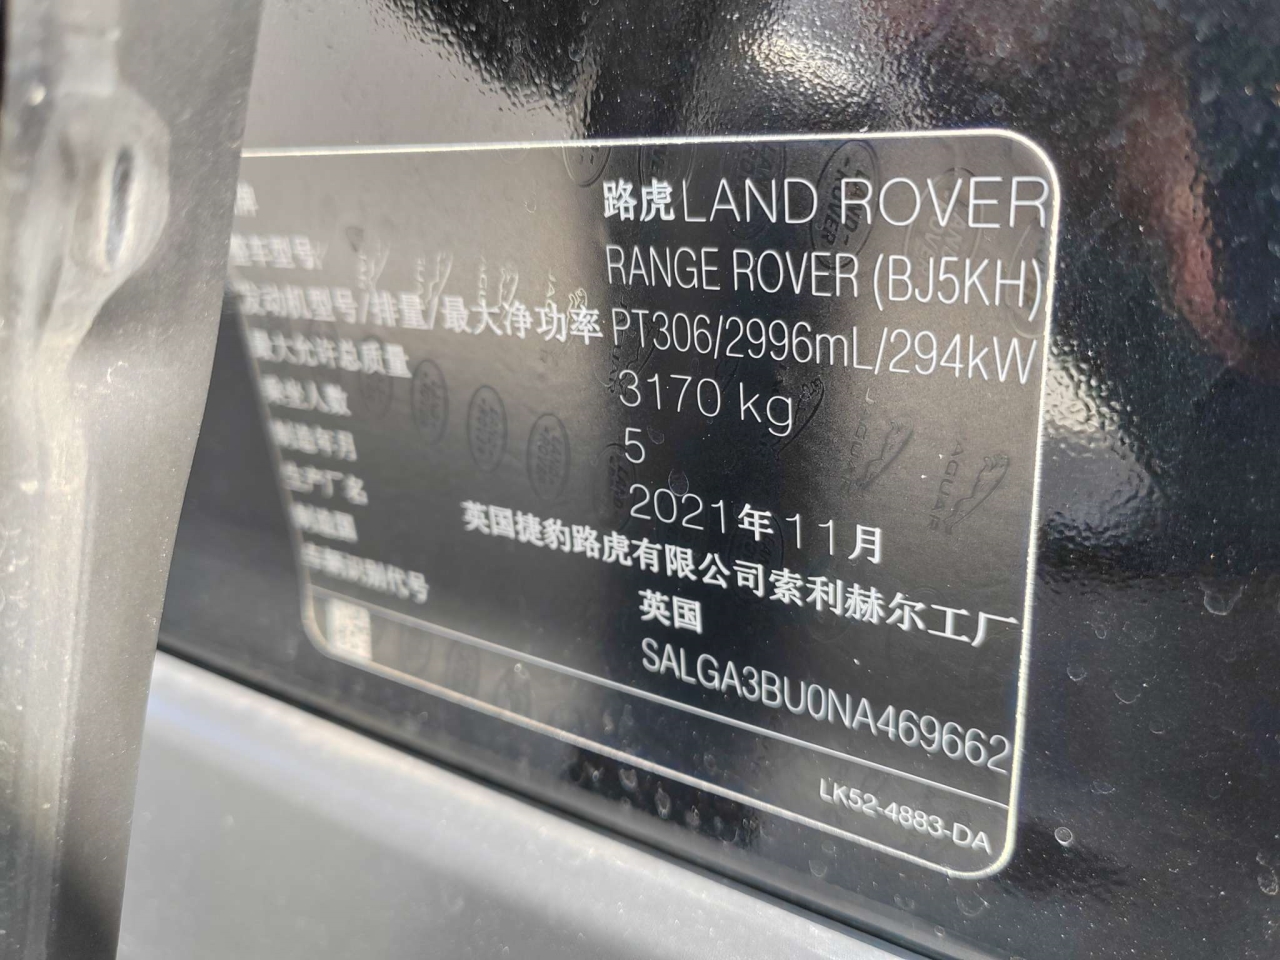 牌 路虎LAND ROVER
整车型号 RANGE ROVER (BJ5KH)
发动机型号/排量/最大净功率 PT306/2996mL/294kW
最大允许总质量 3170 kg
乘坐人数 5
制造年月 2021年11月
生产厂名 英国捷豹路虎有限公司索利赫尔工厂
制造国 英国
车辆识别代号 SALGA3BU0NA469662
LK52-4883-DA